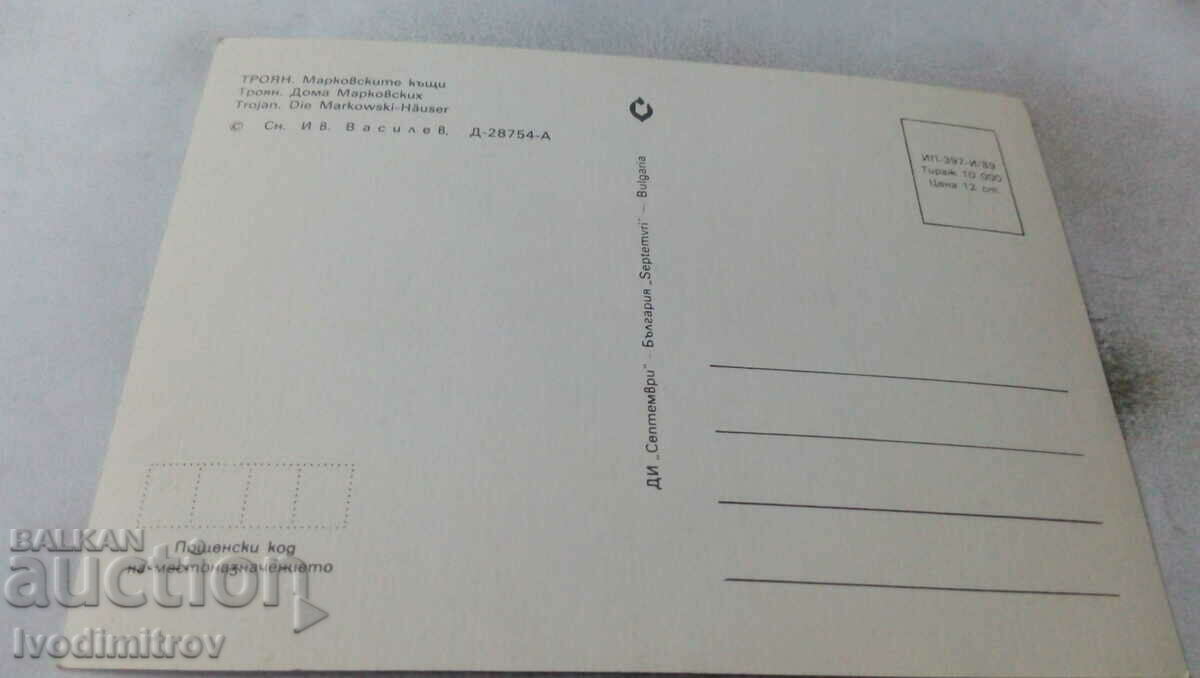 ТРОЯН. Марковските къщи
Троян. Дома Марковских
Trojan. Die Markowski-Häuser
© Сн. Ив. Василев, Д-28754-А
ДИ „Септември" – България „Septemvri" – Bulgaria
ИП-397-И/89
Тираж 10 000
Цена 12 ст.
Пощенски код
на местоназначението
BALKAN
auction
Ivodimitrov